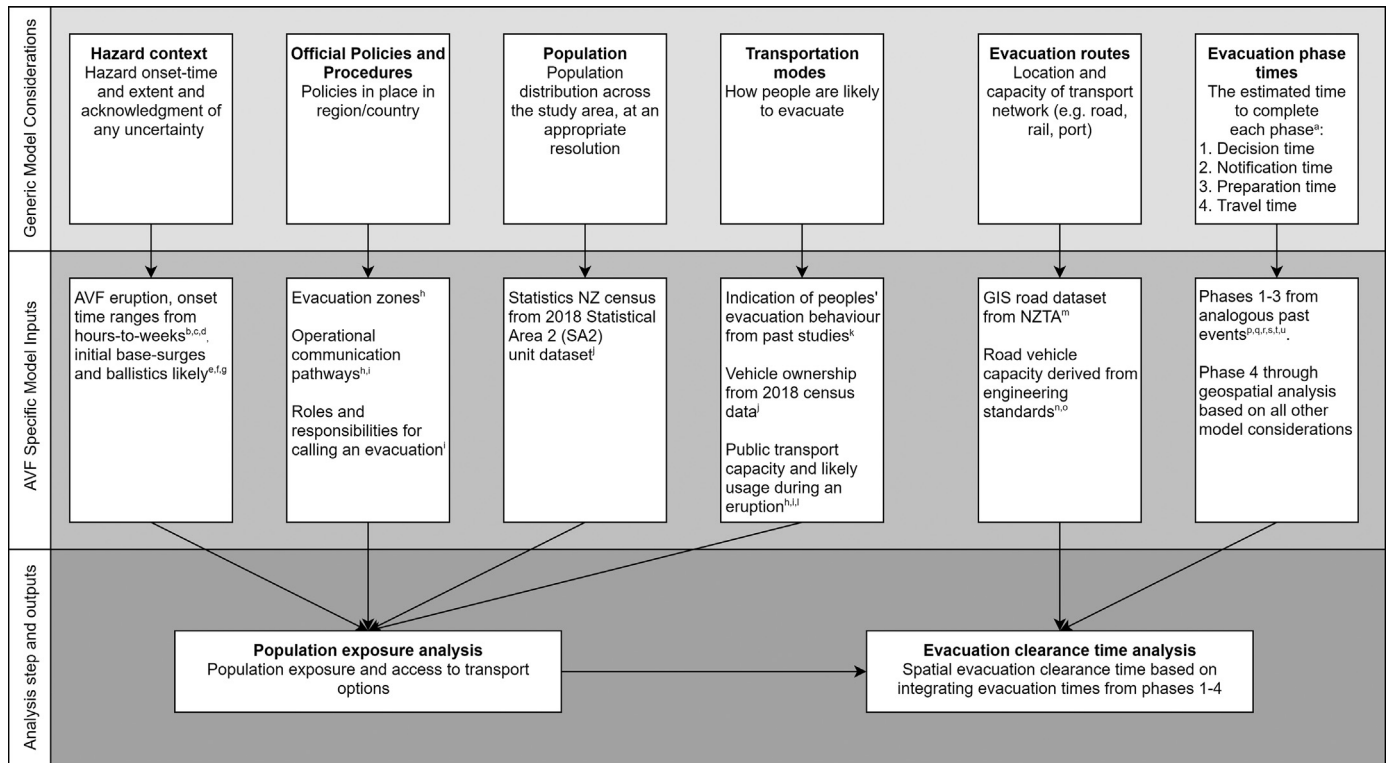 Generic Model Considerations
Hazard context
Hazard onset-time
and extent and
acknowledgment of
any uncertainty
Official Policies and
Procedures
Policies in place in
region/country
Population
Population
distribution across
the study area, at an
appropriate
resolution
Transportation
modes
How people are likely
to evacuate
Evacuation routes
Location and
capacity of transport
network (e.g. road,
rail, port)
Evacuation phase
times
The estimated time
to complete
each phaseᵃ:
1. Decision time
2. Notification time
3. Preparation time
4. Travel time
AVF Specific Model Inputs
AVF eruption, onset
time ranges from
hours-to-weeksᵇ,ᶜ,ᵈ.
initial base-surges
and ballistics likelyᵉ,ᶠ,ᵍ
Evacuation zonesʰ
Operational
communication
pathwaysʰ,ⁱ
Roles and
responsibilities for
calling an evacuationⁱ
Statistics NZ census
from 2018 Statistical
Area 2 (SA2)
unit datasetʲ
Indication of peoples'
evacuation behaviour
from past studiesᵏ
Vehicle ownership
from 2018 census
dataʲ
Public transport
capacity and likely
usage during an
eruptionʰ,ⁱ,ˡ
GIS road dataset
from NZTAᵐ
Road vehicle
capacity derived from
engineering
standardsⁿ,ᵒ
Phases 1-3 from
analogous past
eventsᵖ,q,ʳ,ˢ,ᵗ,ᵘ.
Phase 4 through
geospatial analysis
based on all other
model considerations
Analysis step and outputs
Population exposure analysis
Population exposure and access to transport
options
Evacuation clearance time analysis
Spatial evacuation clearance time based on
integrating evacuation times from phases 1-4